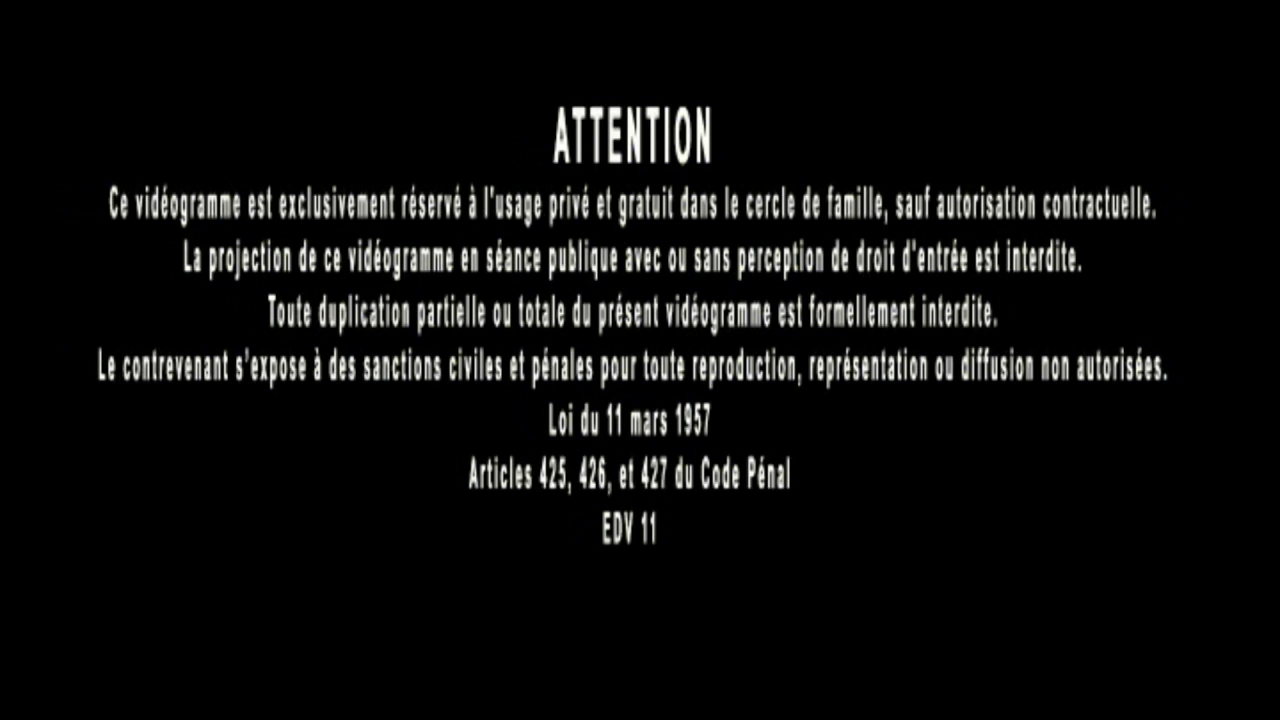 ATTENTION
Ce vidéogramme est exclusivement réservé à l'usage privé et gratuit dans le cercle de famille, sauf autorisation contractuelle.
La projection de ce vidéogramme en séance publique avec ou sans perception de droit d'entrée est interdite.
Toute duplication partielle ou totale du présent vidéogramme est formellement interdite.
Le contrevenant s'expose à des sanctions civiles et pénales pour toute reproduction, représentation ou diffusion non autorisées.
Loi du 11 mars 1957
Articles 425, 426, et 427 du Code Pénal
EDV 11